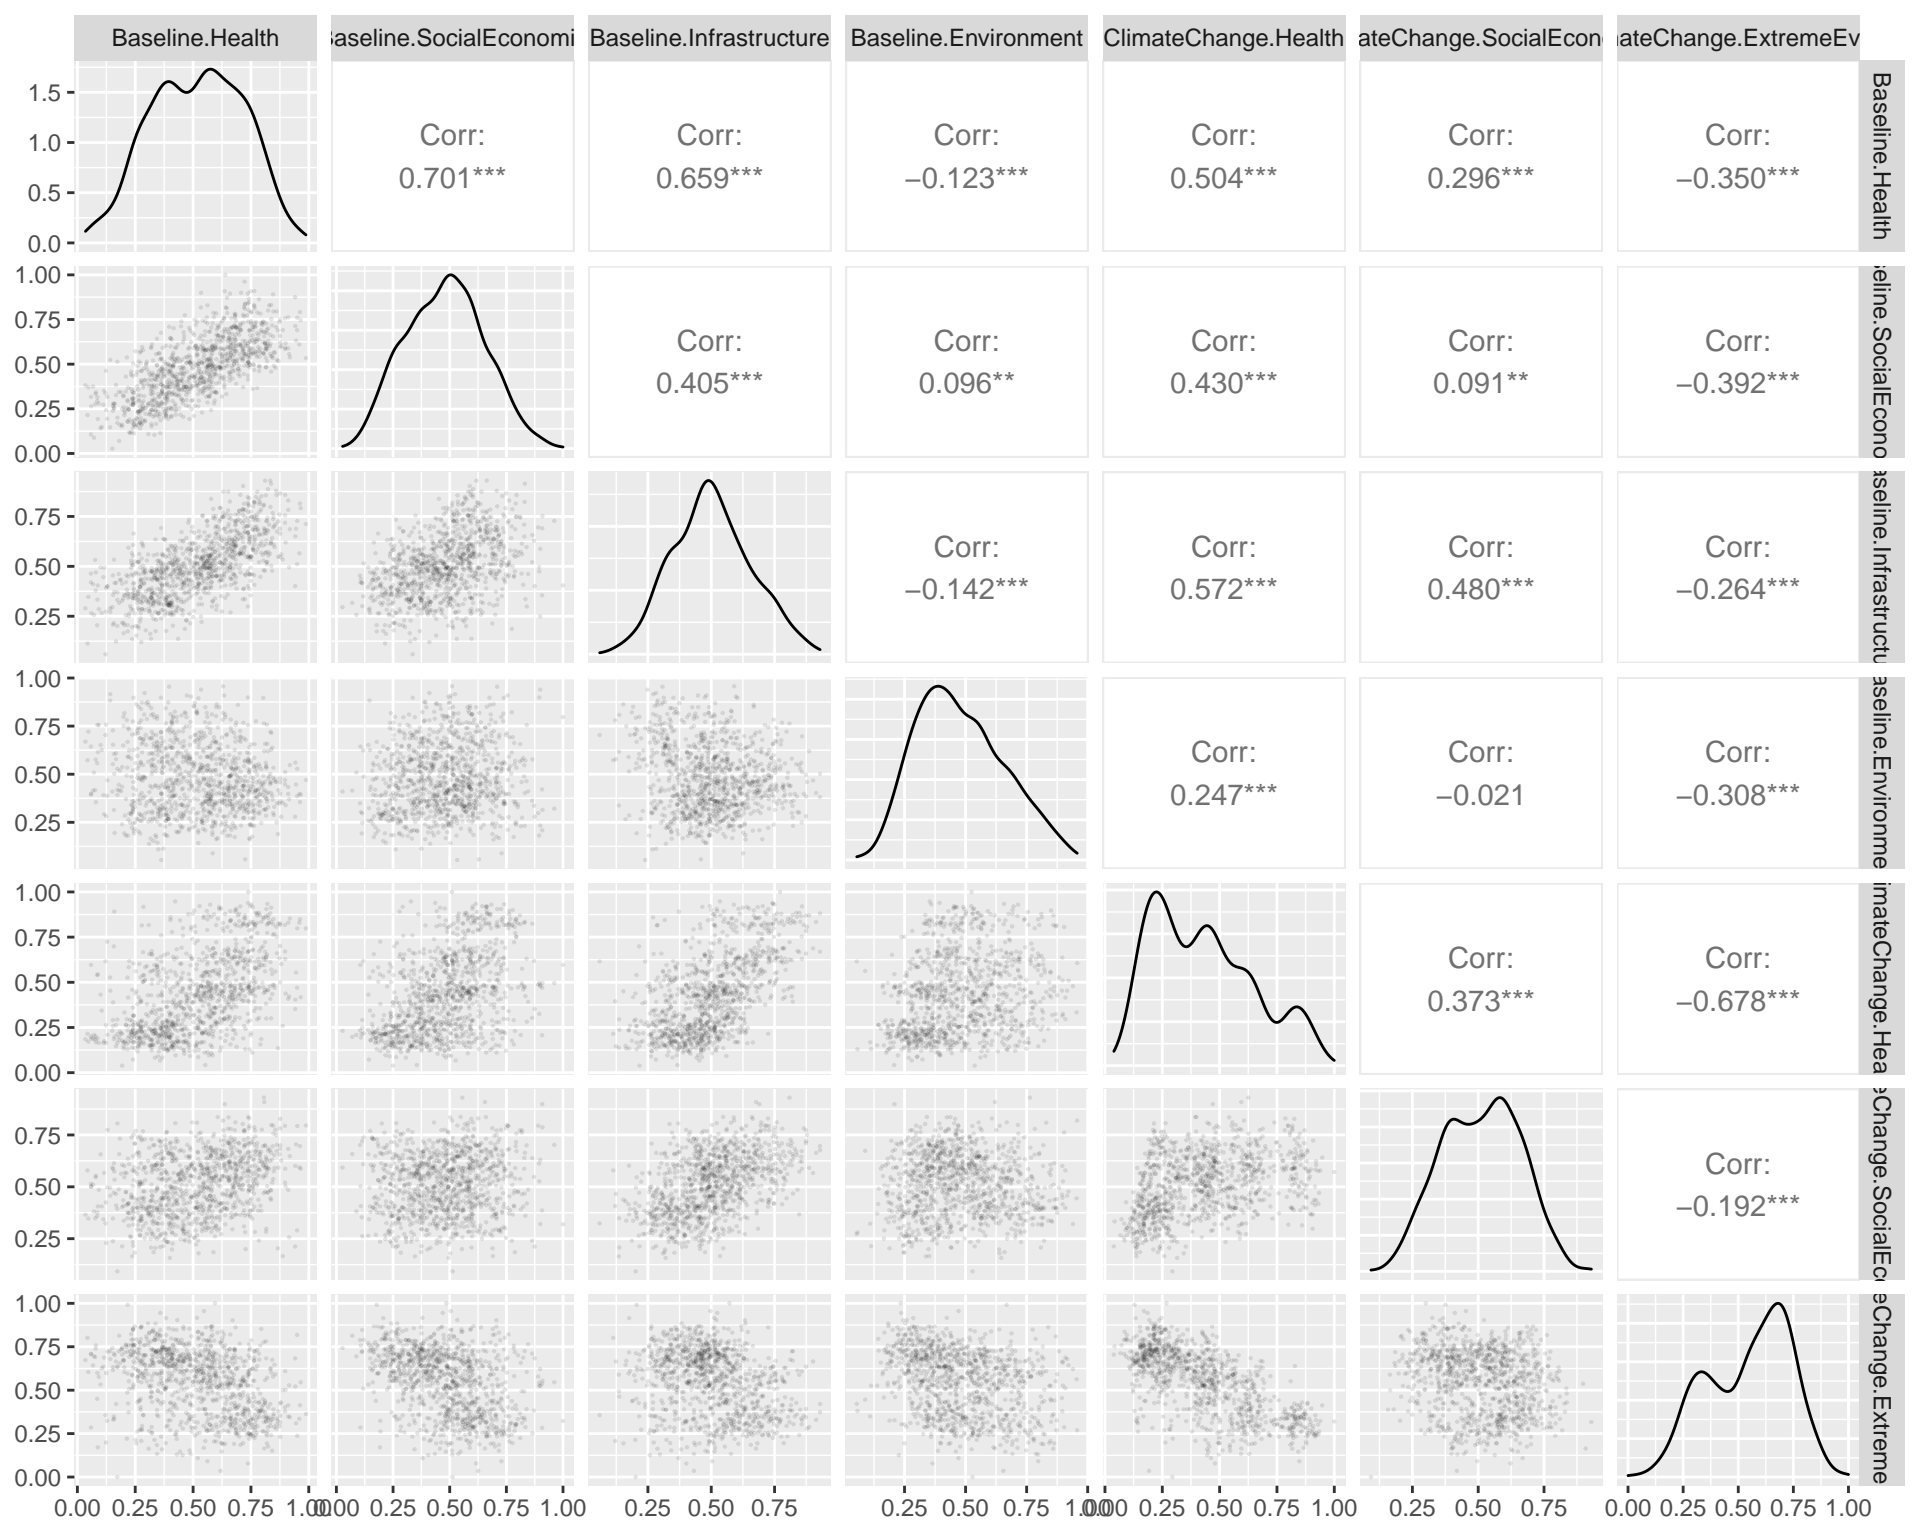 Baseline.Health
Baseline.SocialEconomi
Baseline.Infrastructure
Baseline.Environment
ClimateChange.Health
ateChange.SocialEcon
ateChange.ExtremeEv
1.5
1.0
0.5
0.0
Corr:
0.701***
Corr:
0.659***
Corr:
−0.123***
Corr:
0.504***
Corr:
0.296***
Corr:
−0.350***
Baseline.Health
1.00
0.75
0.50
0.25
0.00
Corr:
0.405***
Corr:
0.096**
Corr:
0.430***
Corr:
0.091**
Corr:
−0.392***
eline.SocialEcono
0.75
0.50
0.25
Corr:
−0.142***
Corr:
0.572***
Corr:
0.480***
Corr:
−0.264***
aseline.Infrastructu
1.00
0.75
0.50
0.25
Corr:
0.247***
Corr:
−0.021
Corr:
−0.308***
aseline.Environme
1.00
0.75
0.50
0.25
0.00
Corr:
0.373***
Corr:
−0.678***
imateChange.Hea
0.75
0.50
0.25
Corr:
−0.192***
eChange.SocialEco
1.00
0.75
0.50
0.25
0.00
eChange.Extreme
0.00 0.25 0.50 0.75 1.00
0.00 0.25 0.50 0.75 1.00
0.25 0.50 0.75
0.25 0.50 0.75 1.00
0.00 0.25 0.50 0.75 1.00
0.25 0.50 0.75
0.00 0.25 0.50 0.75 1.00